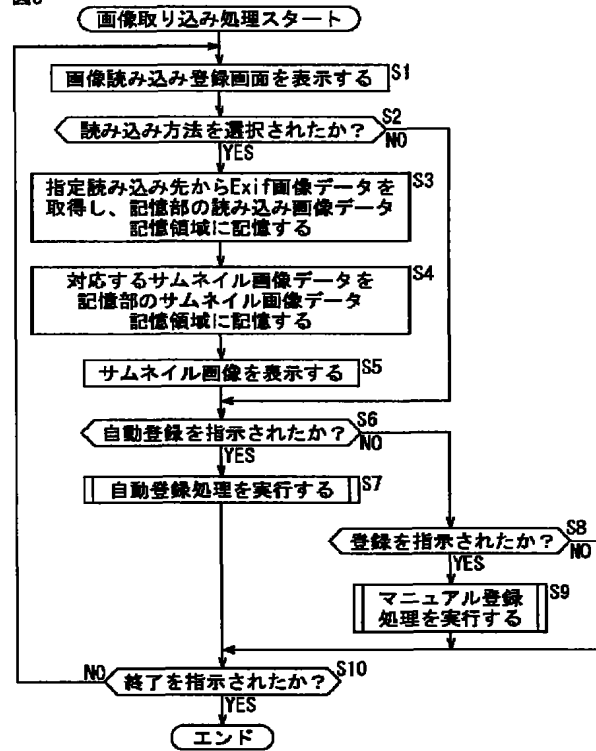 画像取り込み処理スタート
画像読み込み登録画面を表示する
S1
読み込み方法を選択されたか？
S2
NO
YES
指定読み込み先からExif画像データを
取得し、記憶部の読み込み画像データ
記憶領域に記憶する
S3
対応するサムネイル画像データを
記憶部のサムネイル画像データ
記憶領域に記憶する
S4
サムネイル画像を表示する
S5
自動登録を指示されたか？
S6
NO
YES
自動登録処理を実行する
S7
登録を指示されたか？
S8
NO
YES
マニュアル登録
処理を実行する
S9
NO
終了を指示されたか？
S10
YES
エンド